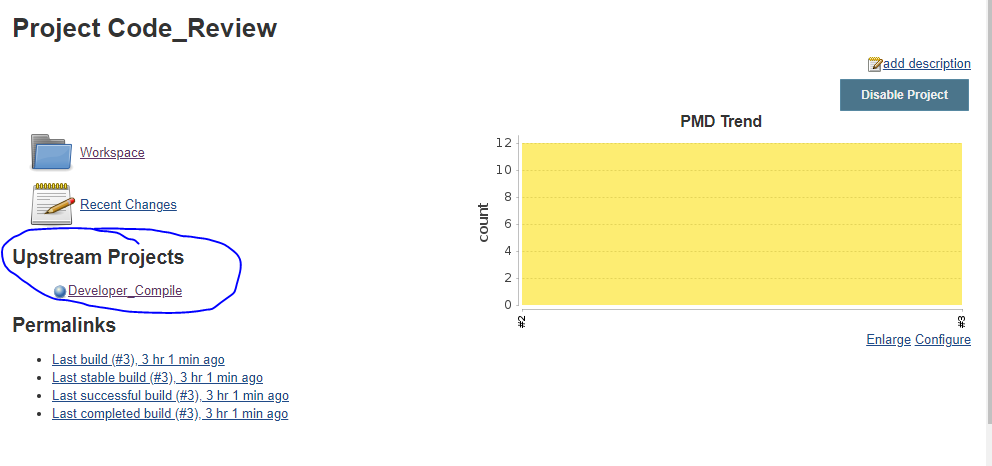 Project Code_Review
add description
Disable Project
Workspace
Recent Changes
Upstream Projects
Developer_Compile
Permalinks
Last build (#3), 3 hr 1 min ago
Last stable build (#3), 3 hr 1 min ago
Last successful build (#3), 3 hr 1 min ago
Last completed build (#3), 3 hr 1 min ago
PMD Trend
count
12
10
8
6
4
2
0
#2
#3
Enlarge Configure